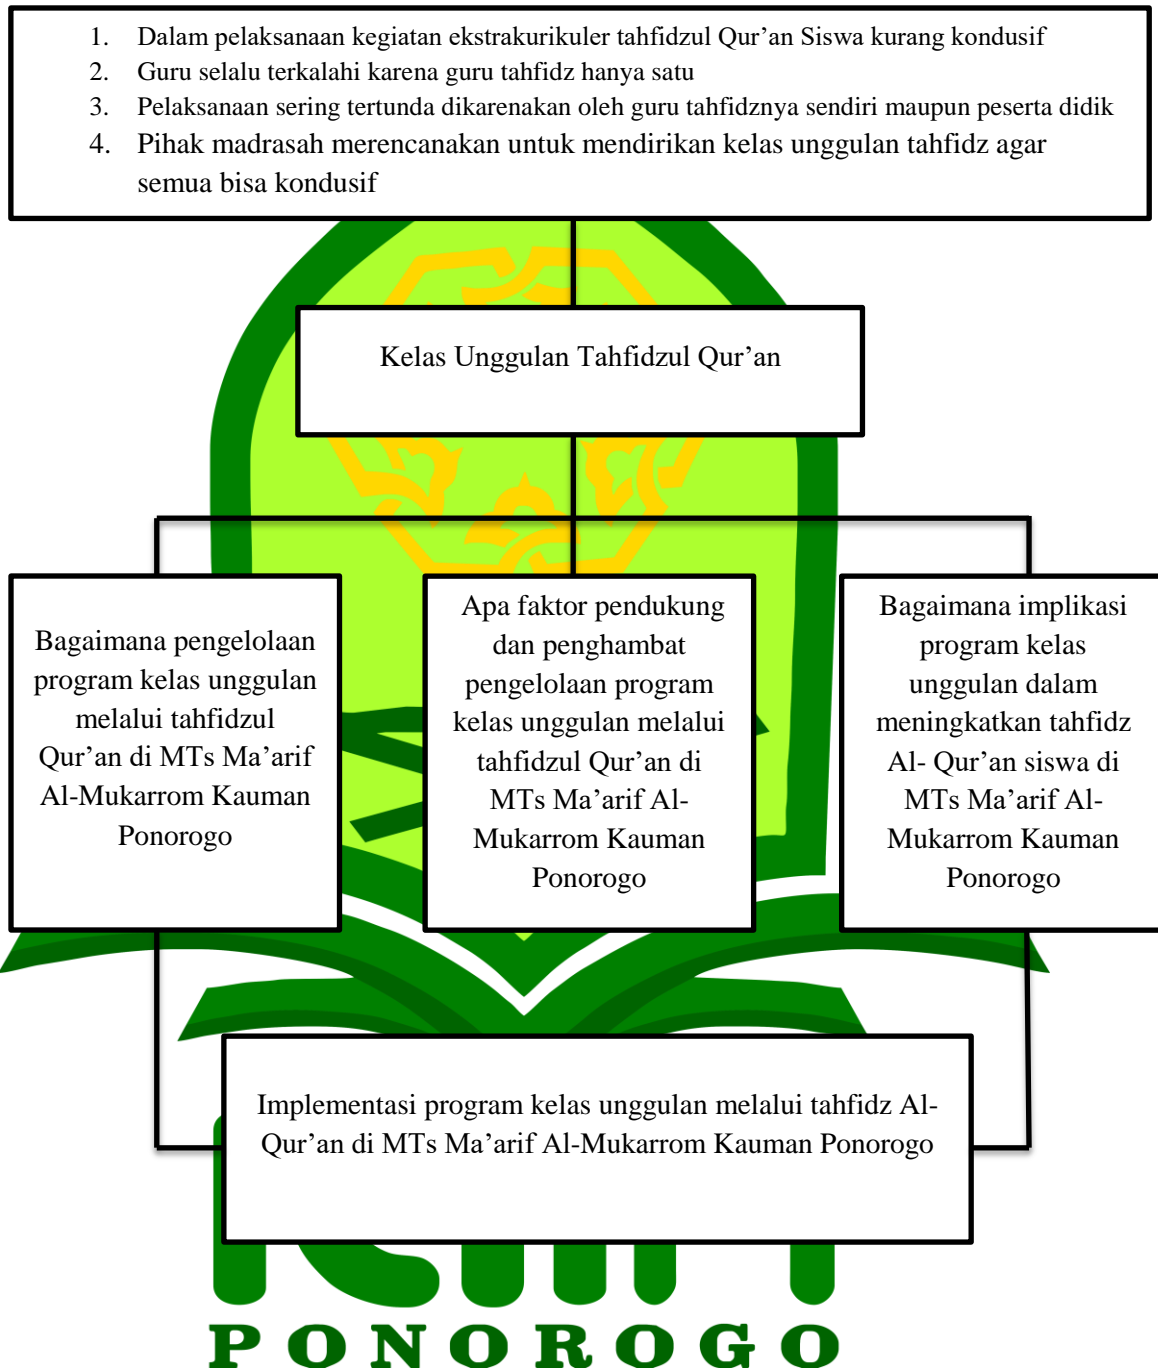 1. Dalam pelaksanaan kegiatan ekstrakurikuler tahfidzul Qur’an Siswa kurang kondusif
2. Guru selalu terkalahi karena guru tahfidz hanya satu
3. Pelaksanaan sering tertunda dikarenakan oleh guru tahfidznya sendiri maupun peserta didik
4. Pihak madrasah merencanakan untuk mendirikan kelas unggulan tahfidz agar
semua bisa kondusif
Kelas Unggulan Tahfidzul Qur’an
Bagaimana pengelolaan
program kelas unggulan
melalui tahfidzul
Qur’an di MTs Ma’arif
Al-Mukarrom Kauman
Ponorogo
Apa faktor pendukung
dan penghambat
pengelolaan program
kelas unggulan melalui
tahfidzul Qur’an di
MTs Ma’arif Al-
Mukarrom Kauman
Ponorogo
Bagaimana implikasi
program kelas
unggulan dalam
meningkatkan tahfidz
Al- Qur’an siswa di
MTs Ma’arif Al-
Mukarrom Kauman
Ponorogo
Implementasi program kelas unggulan melalui tahfidz Al-
Qur’an di MTs Ma’arif Al-Mukarrom Kauman Ponorogo
PONOROGO